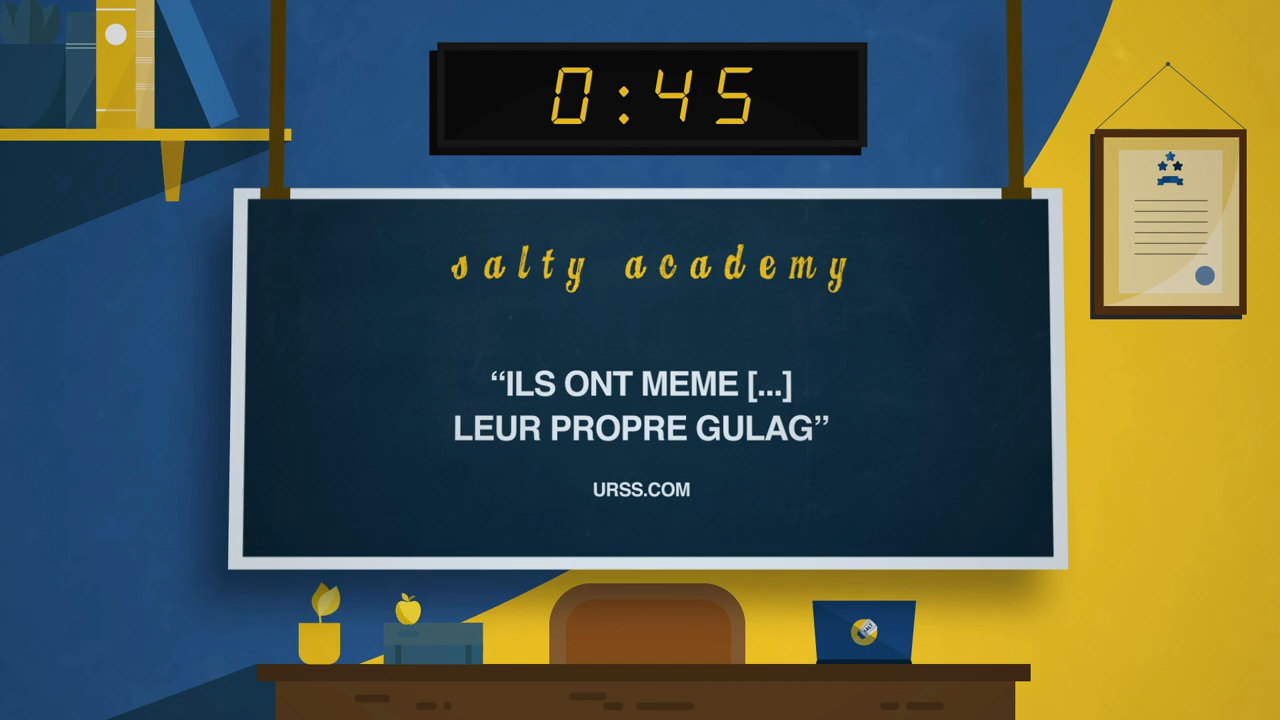 0:45
salty academy
“ILS ONT MEME [...]
LEUR PROPRE GULAG”
URSS.COM